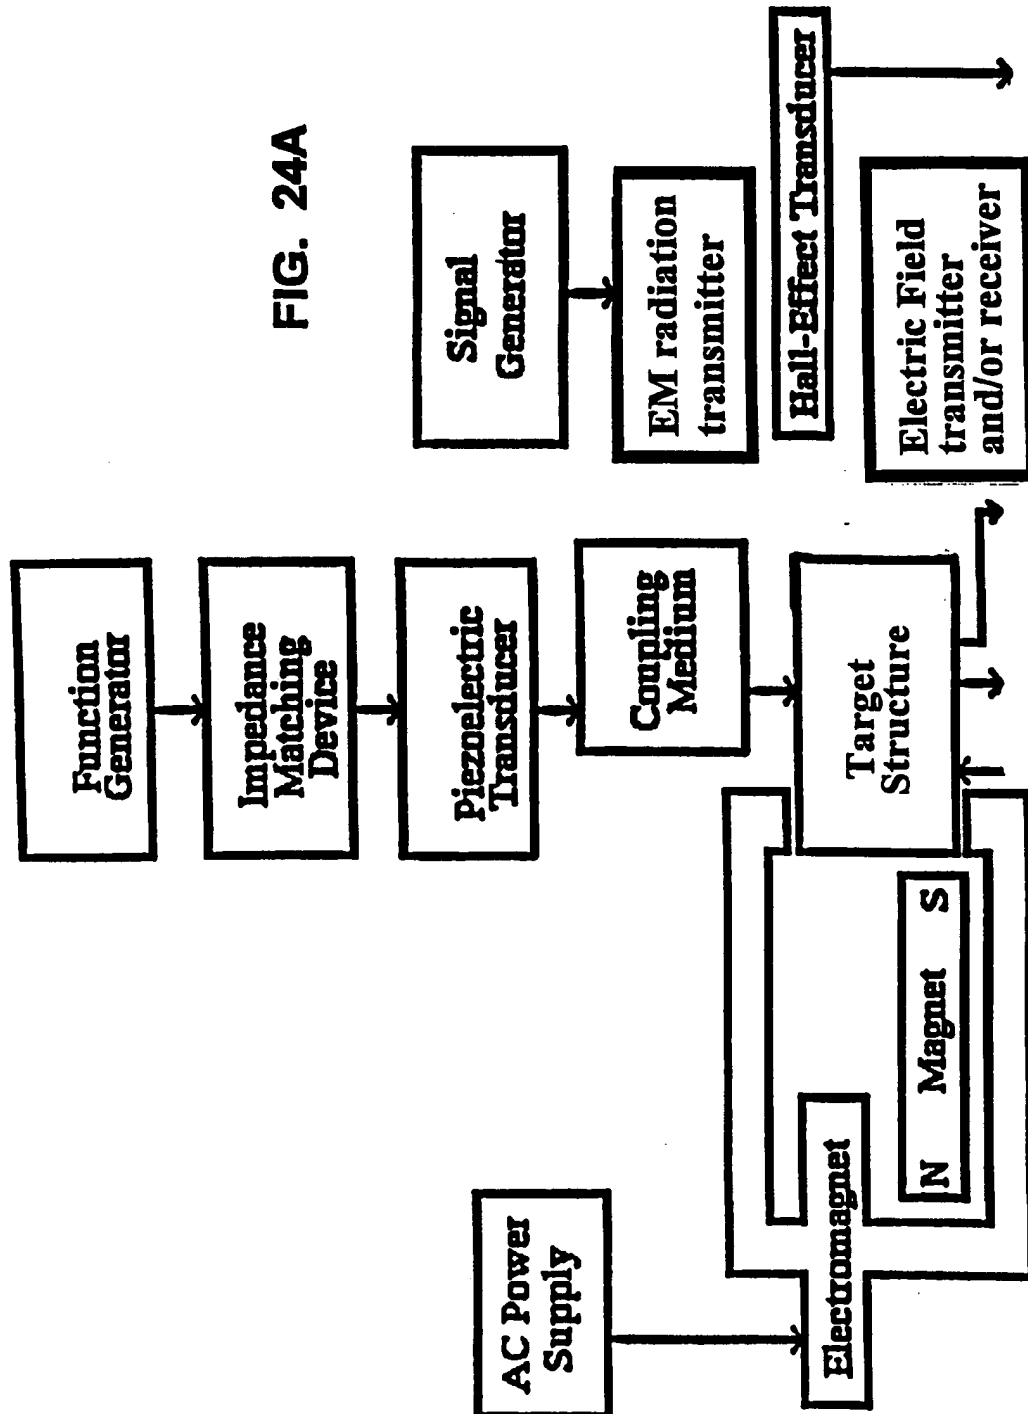 FIG. 24A
Function
Generator
Impedance
Matching
Device
Piezoelectric
Transducer
Coupling
Medium
Signal
Generator
EM radiation
transmitter
Hall-Effect Transducer
AC Power
Supply
Electromagnet
N Magnet S
Target
Structure
Electric Field
transmitter
and/or receiver